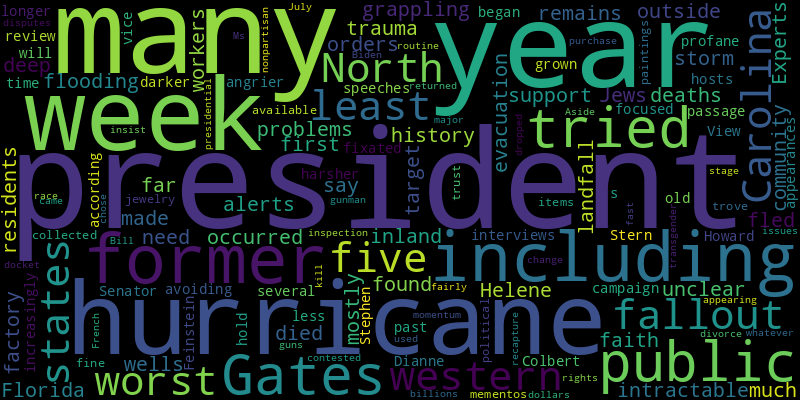 longer
many
workers
grappling
began
remains
outside
disputes
vice
July
Ms
nonpartisan
trauma
year
Biden
purchase
routine
paintings
will
profane
review
orders
Experts
deep
darker
North
grown
storm
time
flooding
angrier
speeches
returned
hosts
week
available
least
evacuation
support
Jews
deaths
insist
presidential
problems
focused
passage
history
tried
Aside
Carolina
first
fixated
dropped
View
community
appearances
residents
president
according
far
harsher
target
landfall
trust
stage
race
Came
chose
jewelry
gunman
say
items
s
old
trove
made
need
alerts
fled
collected
Bill
inspection
occurred
inland
interviews
Stern
Howard
fast
transgender
issues
docket
former
five
including
states
kill
fairly
change
increasingly
Senator
avoiding
several
found
Helene
campaign
unclear
hurricane
mostly
Stephen
appearing
factory
French
Feinstein
hold
less
past
political
momentum
fallout
guns
died
used
recapture
faith
divorce
whatever
fine
wells
contested
Dianne
Colbert
rights
public
Florida
worst
Gates
billions
western
mementos
dollars
intractable
much
major